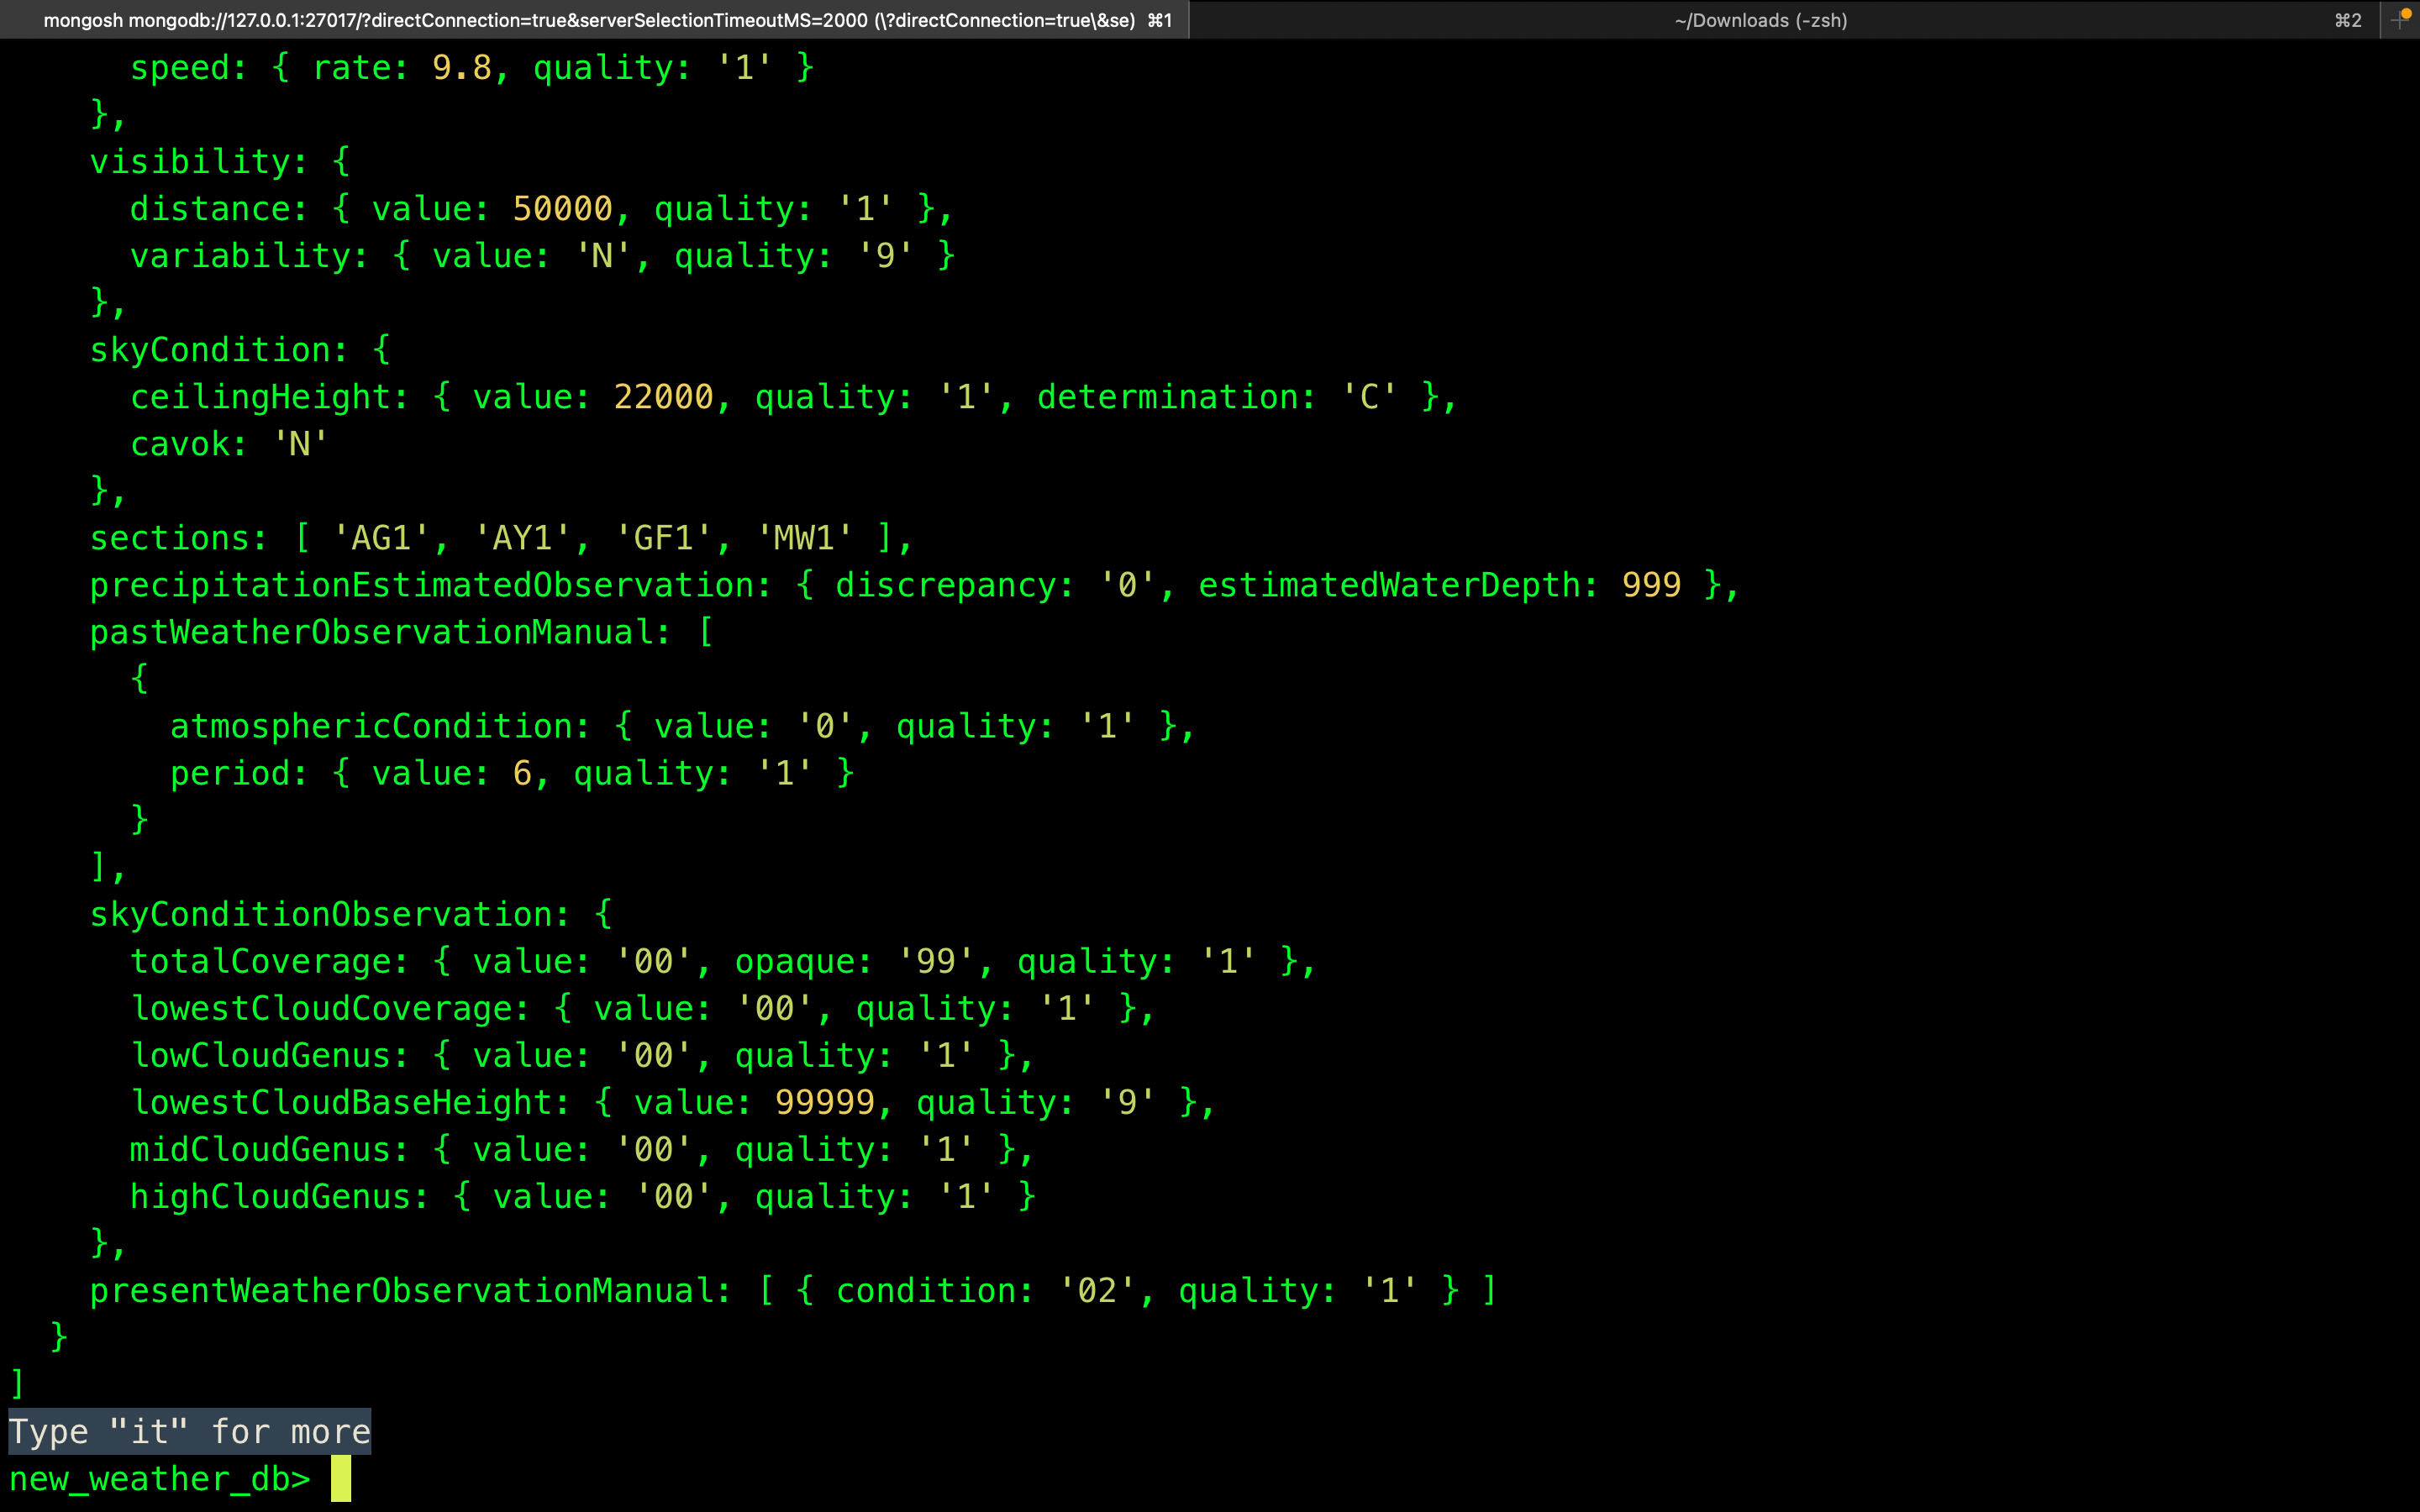 mongosh mongodb://127.0.0.1:27017/?directConnection=true&serverSelectionTimeoutMS=2000 (\?directConnection=true\&se) ⌘1 ~/Downloads (-zsh) ⌘2 +
speed: { rate: 9.8, quality: '1' }
},
visibility: {
distance: { value: 50000, quality: '1' },
variability: { value: 'N', quality: '9' }
},
skyCondition: {
ceilingHeight: { value: 22000, quality: '1', determination: 'C' },
cavok: 'N'
},
sections: [ 'AG1', 'AY1', 'GF1', 'MW1' ],
precipitationEstimatedObservation: { discrepancy: '0', estimatedWaterDepth: 999 },
pastWeatherObservationManual: [
{
atmosphericCondition: { value: '0', quality: '1' },
period: { value: 6, quality: '1' }
}
],
skyConditionObservation: {
totalCoverage: { value: '00', opaque: '99', quality: '1' },
lowestCloudCoverage: { value: '00', quality: '1' },
lowCloudGenus: { value: '00', quality: '1' },
lowestCloudBaseHeight: { value: 99999, quality: '9' },
midCloudGenus: { value: '00', quality: '1' },
highCloudGenus: { value: '00', quality: '1' }
},
presentWeatherObservationManual: [ { condition: '02', quality: '1' } ]
}
]
Type "it" for more
new_weather_db>